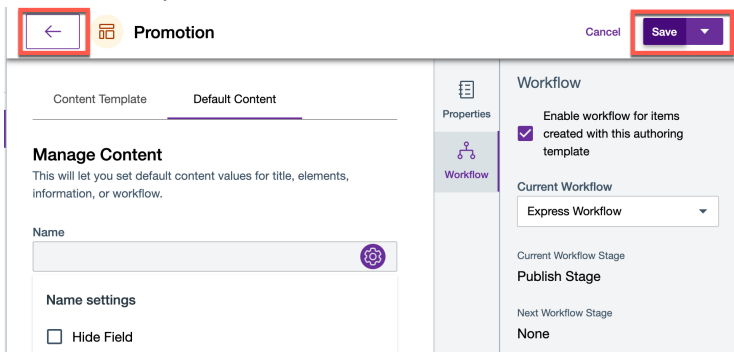 Promotion
Cancel
Save
Content Template
Default Content
Manage Content
This will let you set default content values for title, elements,
information, or workflow.
Name
Name settings
Hide Field
Properties
Workflow
Workflow
Enable workflow for items
created with this authoring
template
Current Workflow
Express Workflow
Current Workflow Stage
Publish Stage
Next Workflow Stage
None